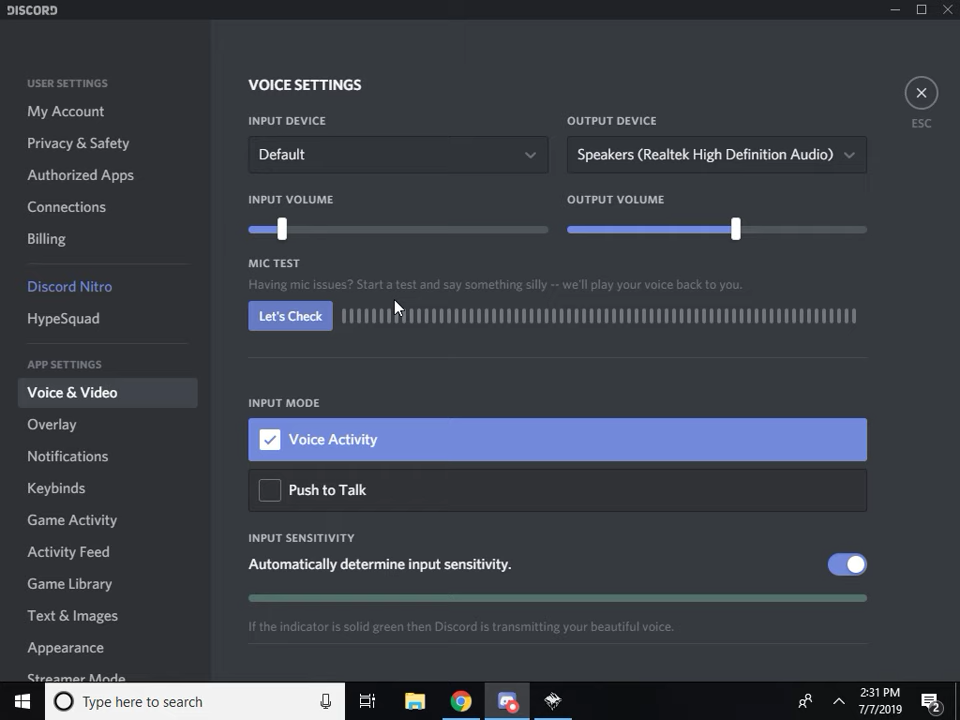 DISCORD
USER SETTINGS
My Account
Privacy & Safety
Authorized Apps
Connections
Billing
Discord Nitro
HypeSquad
APP SETTINGS
Voice & Video
Overlay
Notifications
Keybinds
Game Activity
Activity Feed
Game Library
Text & Images
Appearance
Streamer Mode
VOICE SETTINGS
INPUT DEVICE
Default
OUTPUT DEVICE
Speakers (Realtek High Definition Audio)
INPUT VOLUME
OUTPUT VOLUME
MIC TEST
Having mic issues? Start a test and say something silly -- we'll play your voice back to you.
Let's Check
INPUT MODE
Voice Activity
Push to Talk
INPUT SENSITIVITY
Automatically determine input sensitivity.
If the indicator is solid green then Discord is transmitting your beautiful voice.
ESC
Type here to search
2:31 PM
7/7/2019
2